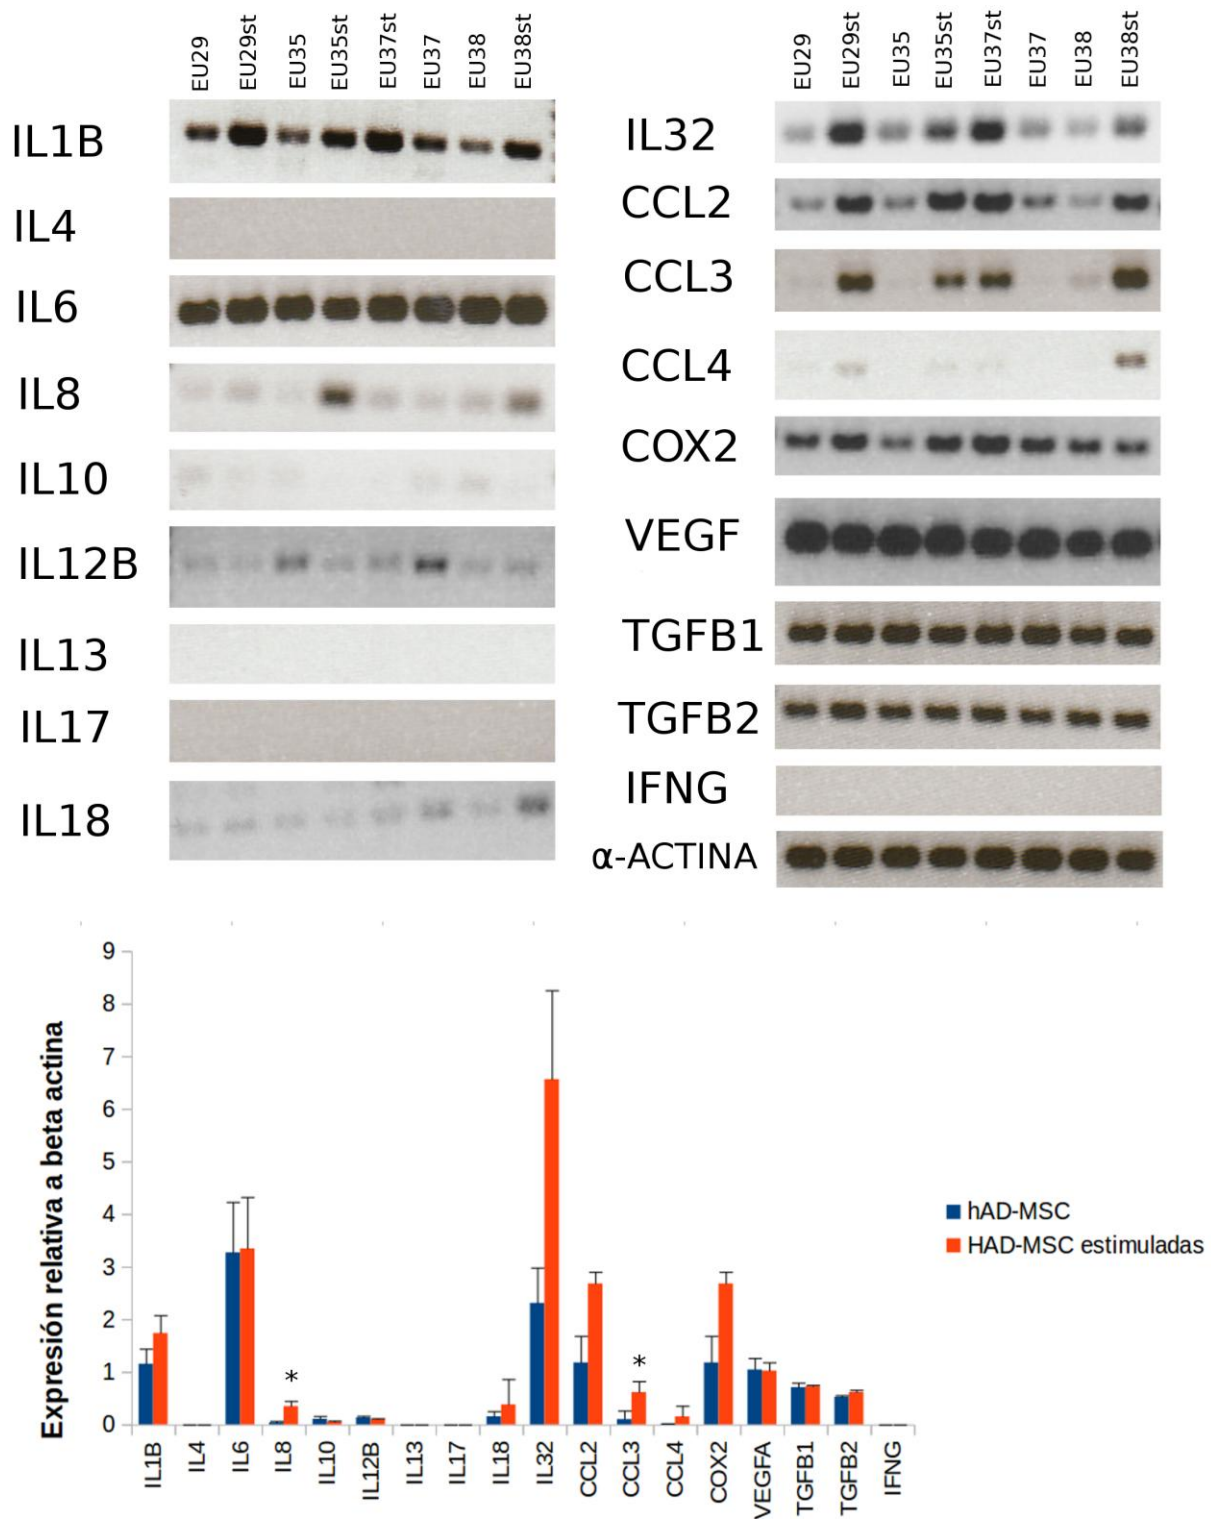 EU29 EU29st EU35 EU35st EU37st EU37 EU38 EU38st
IL1B
IL4
IL6
IL8
IL10
IL12B
IL13
IL17
IL18
EU29 EU29st EU35 EU35st EU37st EU37 EU38 EU38st
IL32
CCL2
CCL3
CCL4
COX2
VEGF
TGFB1
TGFB2
IFNG
α-ACTINA
Expresión relativa a beta actina
9
8
7
6
5
4
3
2
1
0
* *
IL1B IL4 IL6 IL8 IL10 IL12B IL13 IL17 IL18 IL32 CCL2 CCL3 CCL4 COX2 VEGFA TGFB1 TGFB2 IFNG
hAD-MSC
HAD-MSC estimuladas